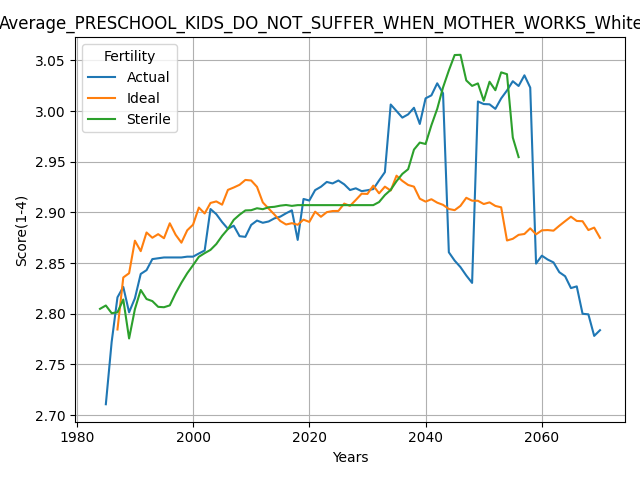 Average_PRESCHOOL_KIDS_DO_NOT_SUFFER_WHEN_MOTHER_WORKS_White
Fertility
Actual
Ideal
Sterile
Score(1-4)
3.05
3.00
2.95
2.90
2.85
2.80
2.75
2.70
1980 2000 2020 2040 2060
Years